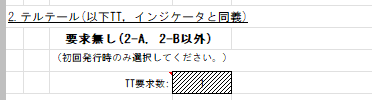 2.テルテール(以下TT，インジケータと同義)
要求無し(2-A，2-B以外)
(初回発行時のみ選択してください。)
TT要求数: 1